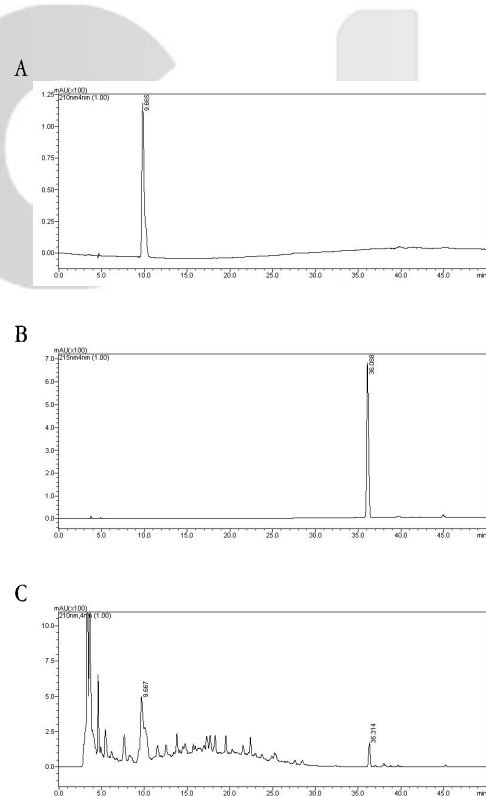 A
mAU(x100)
210nm4nm (1.00)
9.665
1.25
1.00
0.75
0.50
0.25
0.00
0.0 5.0 10.0 15.0 20.0 25.0 30.0 35.0 40.0 45.0 min
B
mAU(x100)
215nm4nm (1.00)
36.088
7.0
6.0
5.0
4.0
3.0
2.0
1.0
0.0
0.0 5.0 10.0 15.0 20.0 25.0 30.0 35.0 40.0 45.0 min
C
mAU(x100)
210nm,4nm (1.00)
10.0
7.5
9.667
5.0
36.314
2.5
0.0
0.0 5.0 10.0 15.0 20.0 25.0 30.0 35.0 40.0 45.0 min